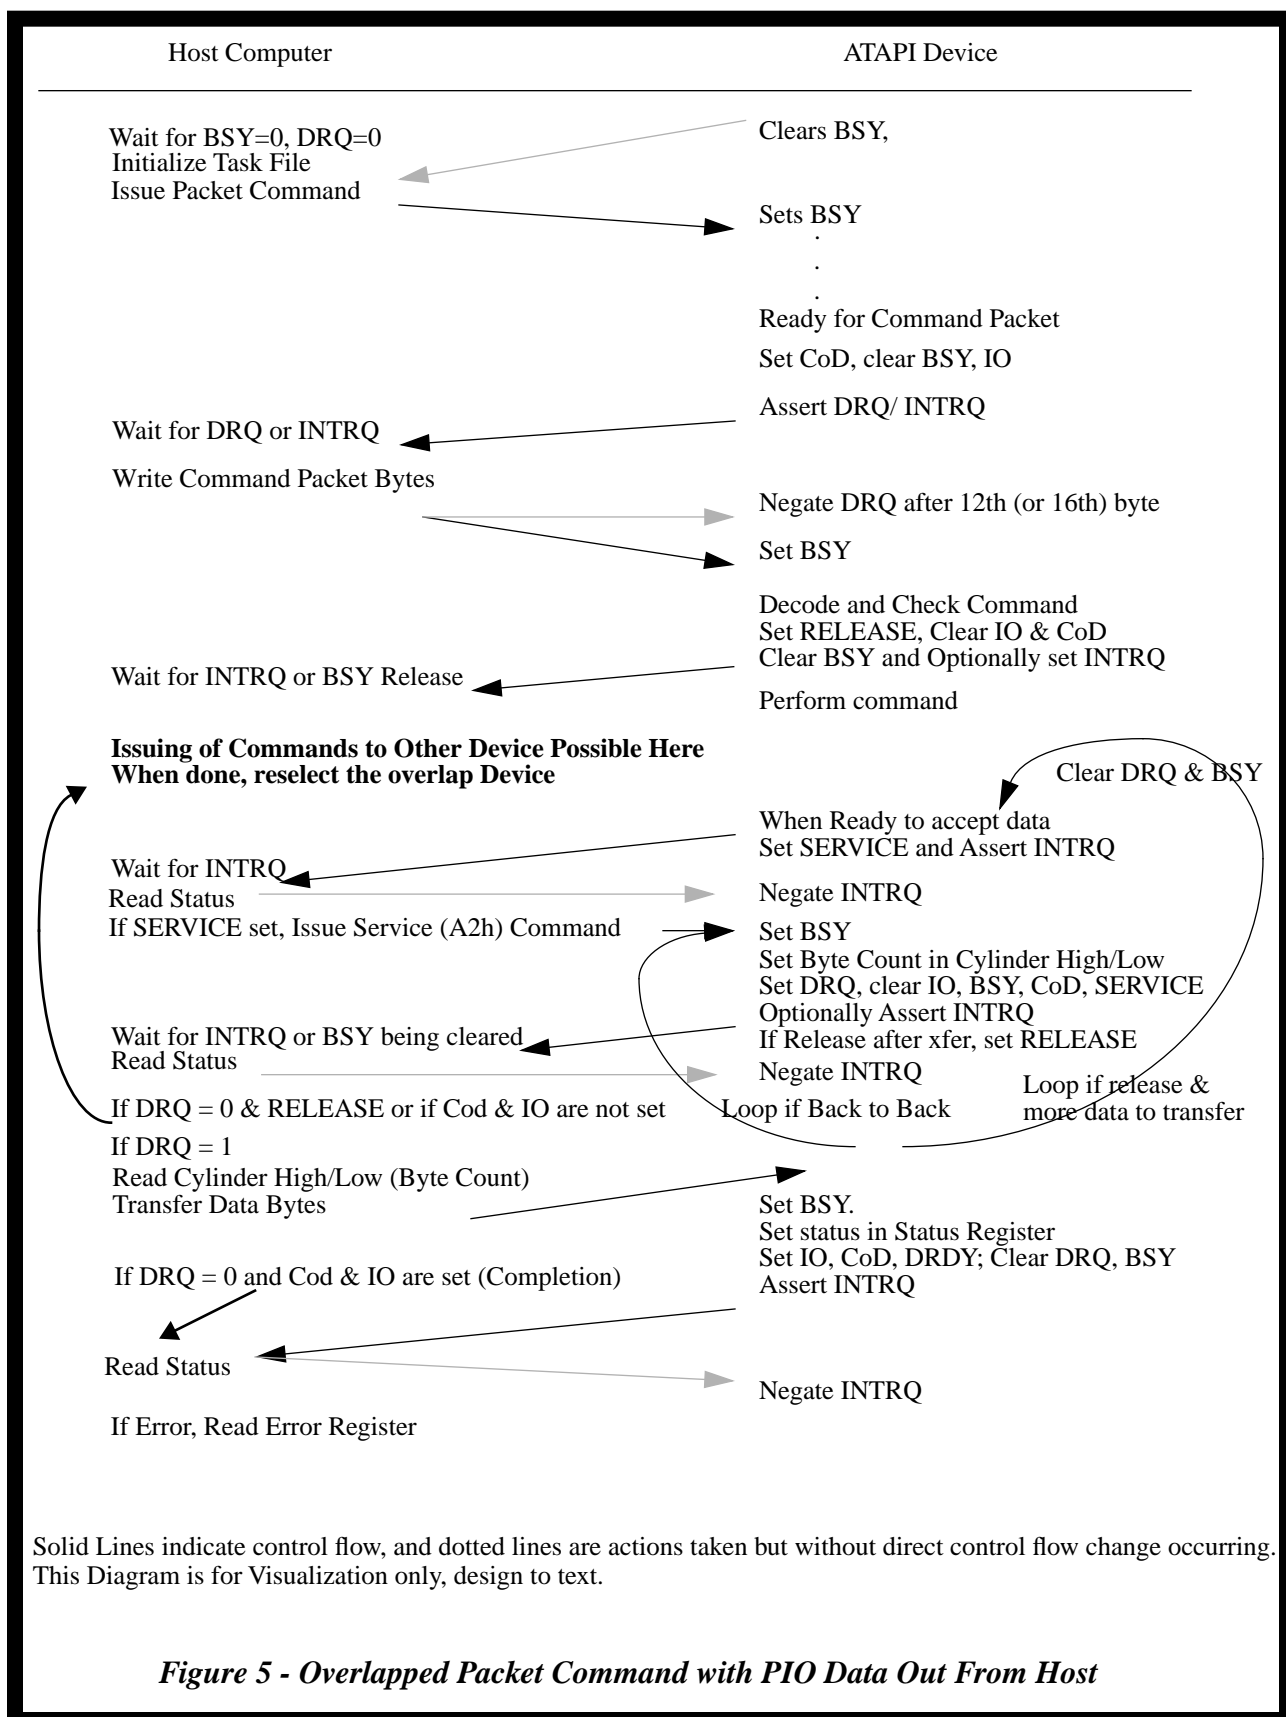 Host Computer
ATAPI Device
Clears BSY,
Wait for BSY=0, DRQ=0
Initialize Task File
Issue Packet Command
Sets BSY
.
.
.
Ready for Command Packet
Set CoD, clear BSY, IO
Assert DRQ/ INTRQ
Wait for DRQ or INTRQ
Write Command Packet Bytes
Negate DRQ after 12th (or 16th) byte
Set BSY
Decode and Check Command
Set RELEASE, Clear IO & CoD
Clear BSY and Optionally set INTRQ
Wait for INTRQ or BSY Release
Perform command
Issuing of Commands to Other Device Possible Here
When done, reselect the overlap Device
Clear DRQ & BSY
When Ready to accept data
Set SERVICE and Assert INTRQ
Wait for INTRQ
Read Status
Negate INTRQ
If SERVICE set, Issue Service (A2h) Command
Set BSY
Set Byte Count in Cylinder High/Low
Set DRQ, clear IO, BSY, CoD, SERVICE
Optionally Assert INTRQ
If Release after xfer, set RELEASE
Wait for INTRQ or BSY being cleared
Read Status
Negate INTRQ
Loop if release &
more data to transfer
If DRQ = 0 & RELEASE or if Cod & IO are not set
Loop if Back to Back
If DRQ = 1
Read Cylinder High/Low (Byte Count)
Transfer Data Bytes
Set BSY.
Set status in Status Register
Set IO, CoD, DRDY; Clear DRQ, BSY
Assert INTRQ
If DRQ = 0 and Cod & IO are set (Completion)
Read Status
Negate INTRQ
If Error, Read Error Register
Solid Lines indicate control flow, and dotted lines are actions taken but without direct control flow change occurring.
This Diagram is for Visualization only, design to text.
Figure 5 - Overlapped Packet Command with PIO Data Out From Host